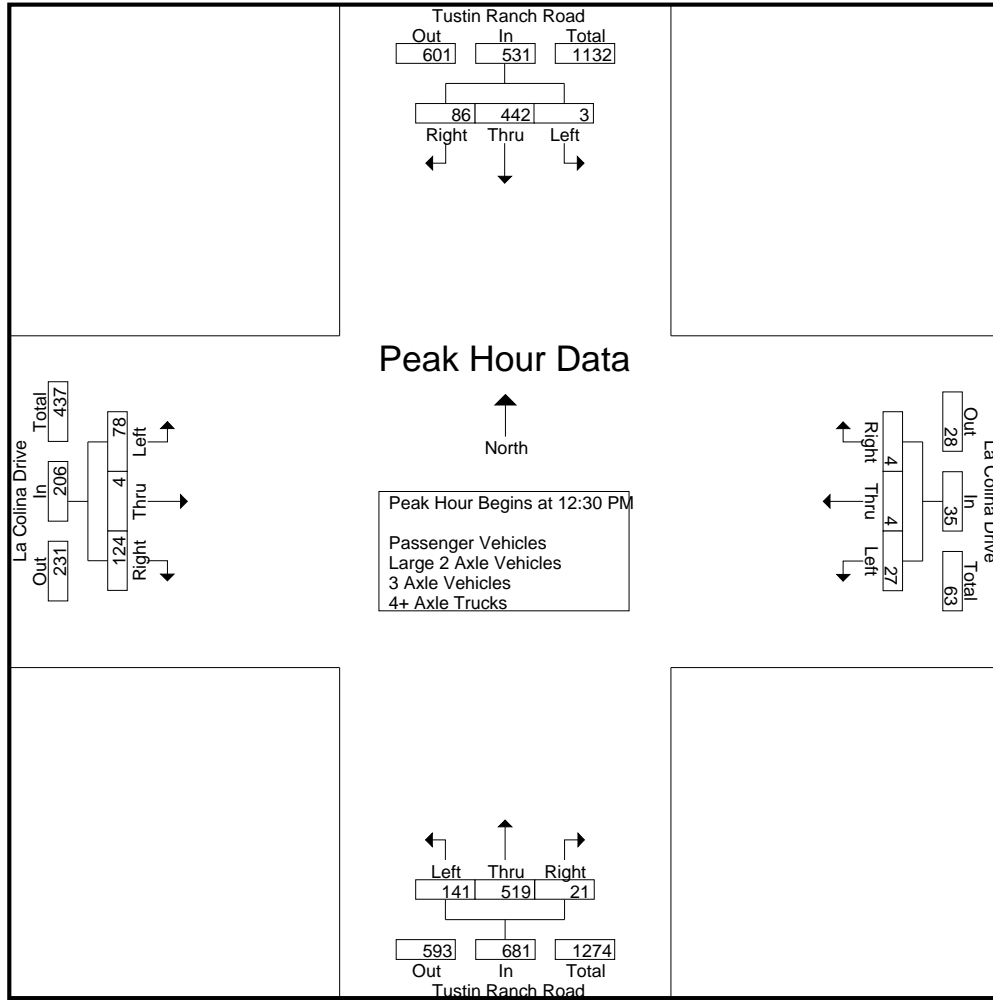 Tustin Ranch Road
Out In Total
601 531 1132
86 442 3
Right Thru Left
Peak Hour Data
North
Peak Hour Begins at 12:30 PM
Passenger Vehicles
Large 2 Axle Vehicles
3 Axle Vehicles
4+ Axle Trucks
La Colina Drive
Total In Out
437 206 231
78 4 124
Left Thru Right
La Colina Drive
Out In Total
28 35 63
4 4 27
Right Thru Left
Left Thru Right
141 519 21
593 681 1274
Out In Total
Tustin Ranch Road